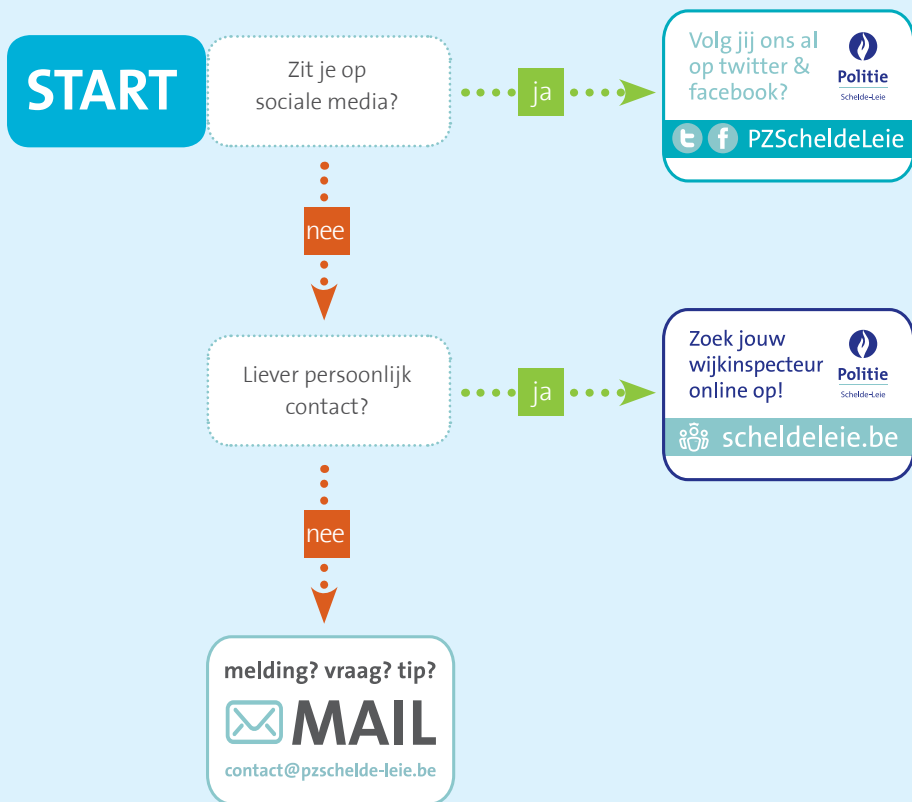 START
Zit je op
sociale media?
ja
Volg jij ons al
op twitter &
facebook?
Politie
Schelde-Leie
PZScheldeLeie
nee
Liever persoonlijk
contact?
ja
Zoek jouw
wijkinspecteur
online op!
Politie
Schelde-Leie
scheldeleie.be
nee
melding? vraag? tip?
MAIL
contact@pzschelde-leie.be